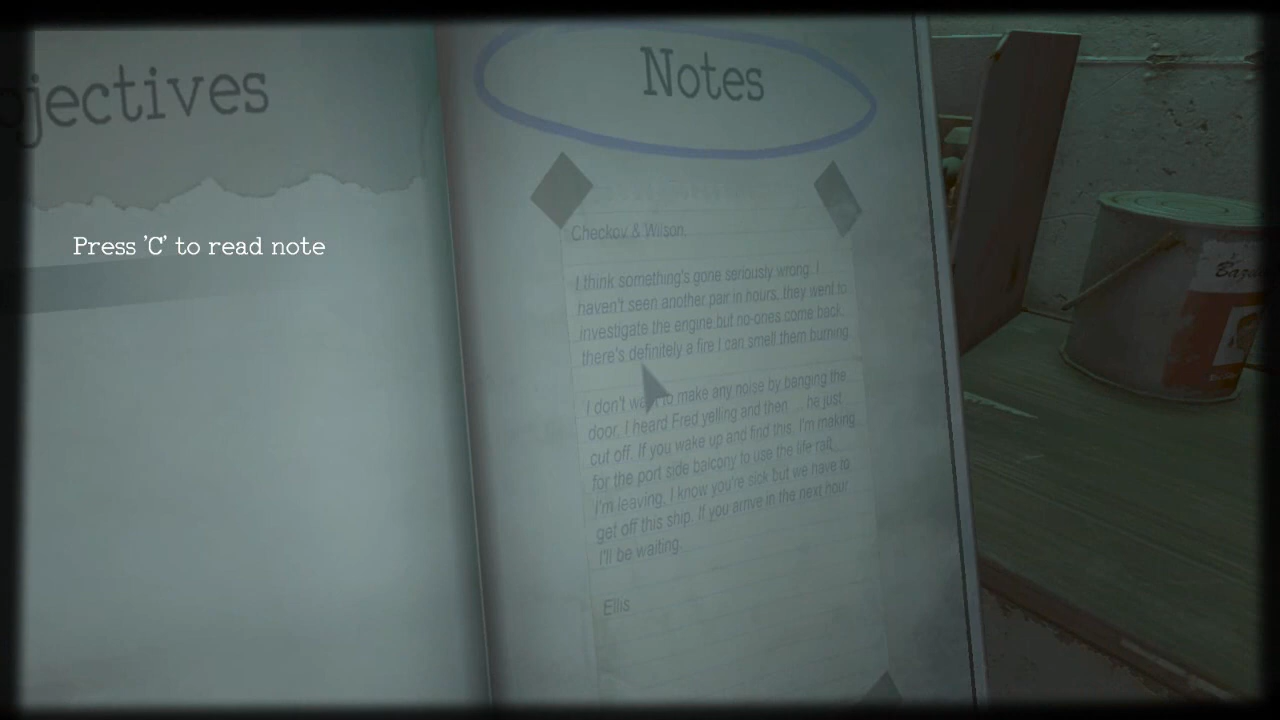 jectives
Notes
Press 'C' to read note
Checkov & Wilson,
I think something's gone seriously wrong. I
haven't seen another pair in hours. they went to
investigate the engine but no-ones come back.
there's definitely a fire I can smell them burning.
I don't want to make any noise by banging the
door. I heard Fred yelling and then ... he just
cut off. If you wake up and find this. I'm making
for the port side balcony to use the life raft.
I'm leaving, I know you're sick but we have to
get off this ship. If you arrive in the next hour
I'll be waiting.
Ellis